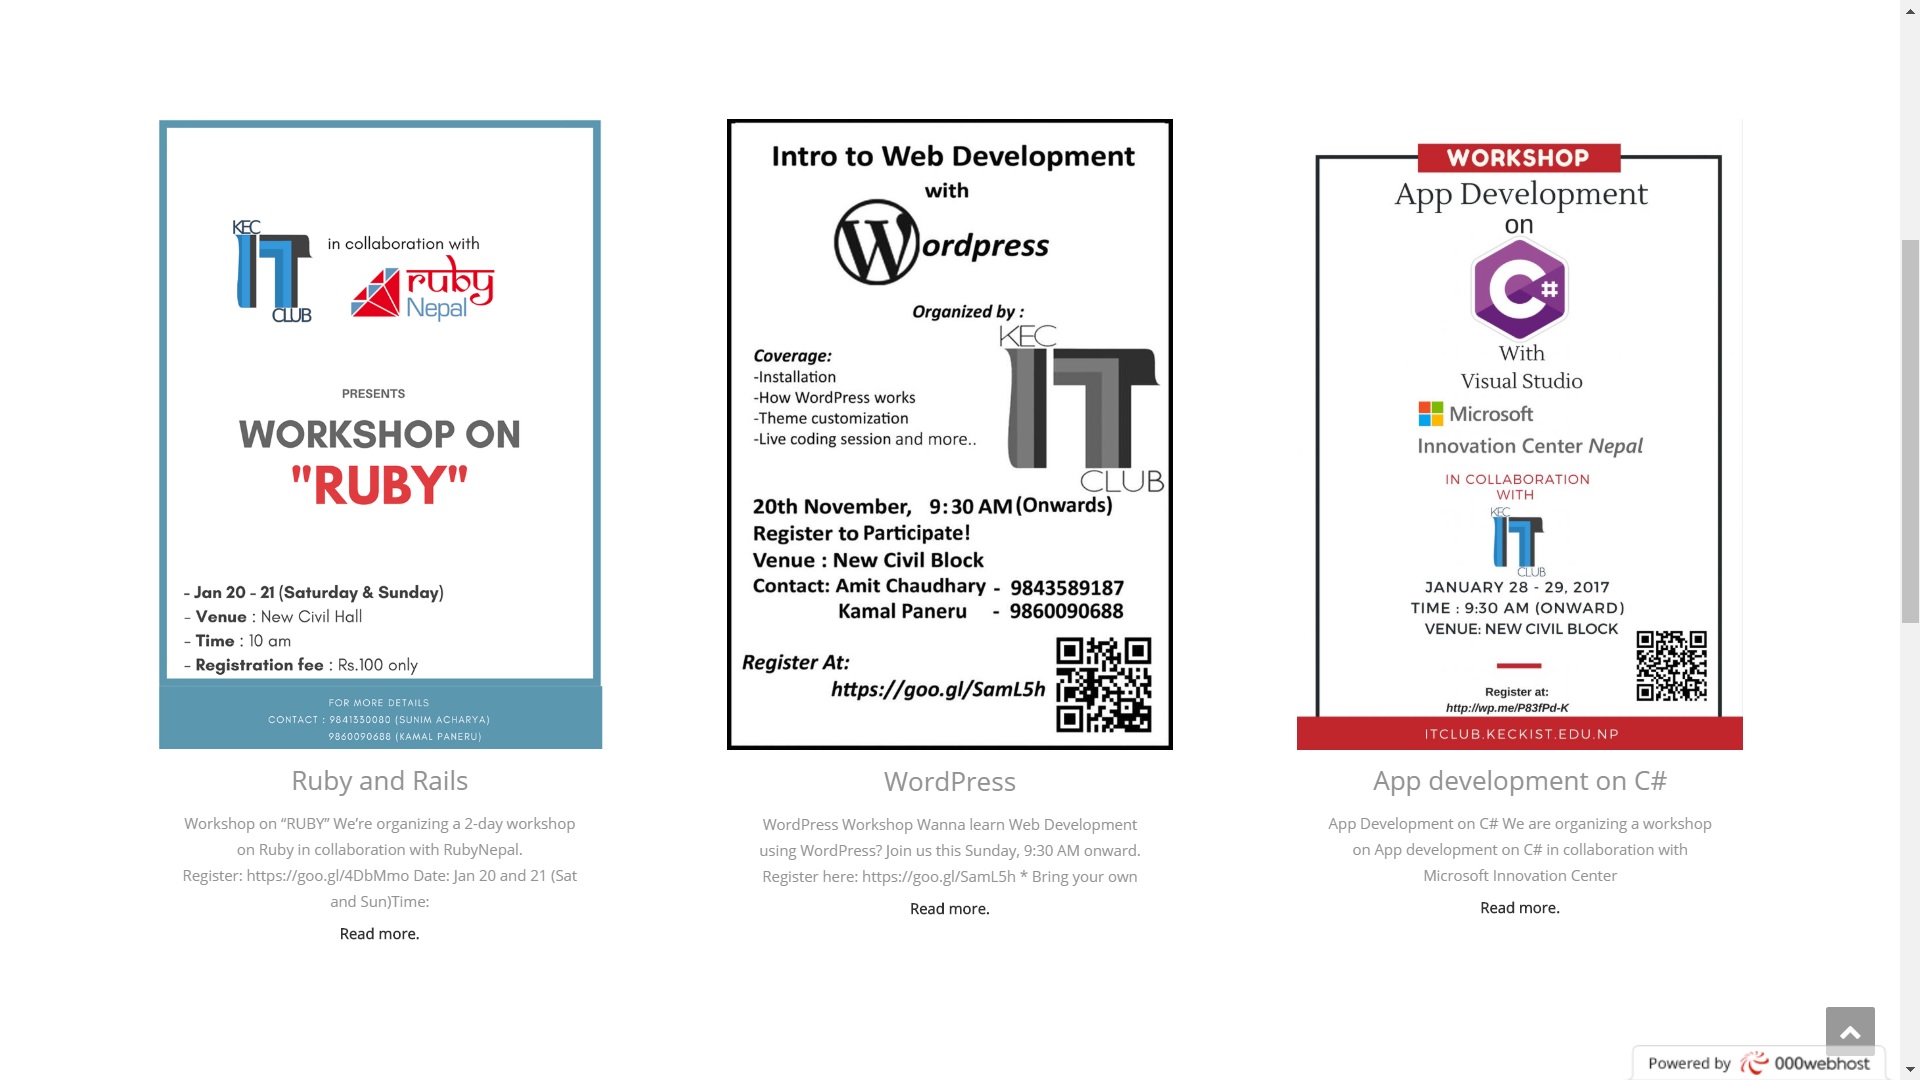 KEC
IT
CLUB
in collaboration with
ruby
Nepal
PRESENTS
WORKSHOP ON
"RUBY"
- Jan 20 - 21 (Saturday & Sunday)
- Venue : New Civil Hall
- Time : 10 am
- Registration fee : Rs.100 only
FOR MORE DETAILS
CONTACT : 9841330080 (SUNIM ACHARYA)
9860090688 (KAMAL PANERU)
Ruby and Rails
Workshop on “RUBY” We’re organizing a 2-day workshop
on Ruby in collaboration with RubyNepal.
Register: https://goo.gl/4DbMmo Date: Jan 20 and 21 (Sat
and Sun)Time:
Read more.
Intro to Web Development
with
Wordpress
Organized by :
KEC
IT
CLUB
Coverage:
-Installation
-How WordPress works
-Theme customization
-Live coding session and more..
20th November, 9:30 AM (Onwards)
Register to Participate!
Venue : New Civil Block
Contact: Amit Chaudhary - 9843589187
Kamal Paneru - 9860090688
Register At:
https://goo.gl/SamL5h
WordPress
WordPress Workshop Wanna learn Web Development
using WordPress? Join us this Sunday, 9:30 AM onward.
Register here: https://goo.gl/SamL5h * Bring your own
Read more.
WORKSHOP
App Development
on
C#
With
Visual Studio
Microsoft
Innovation Center Nepal
IN COLLABORATION
WITH
KEC
IT
CLUB
JANUARY 28 - 29, 2017
TIME : 9:30 AM (ONWARD)
VENUE: NEW CIVIL BLOCK
Register at:
http://wp.me/P83fPd-K
ITCLUB.KECKIST.EDU.NP
App development on C#
App Development on C# We are organizing a workshop
on App development on C# in collaboration with
Microsoft Innovation Center
Read more.
Powered by 000webhost